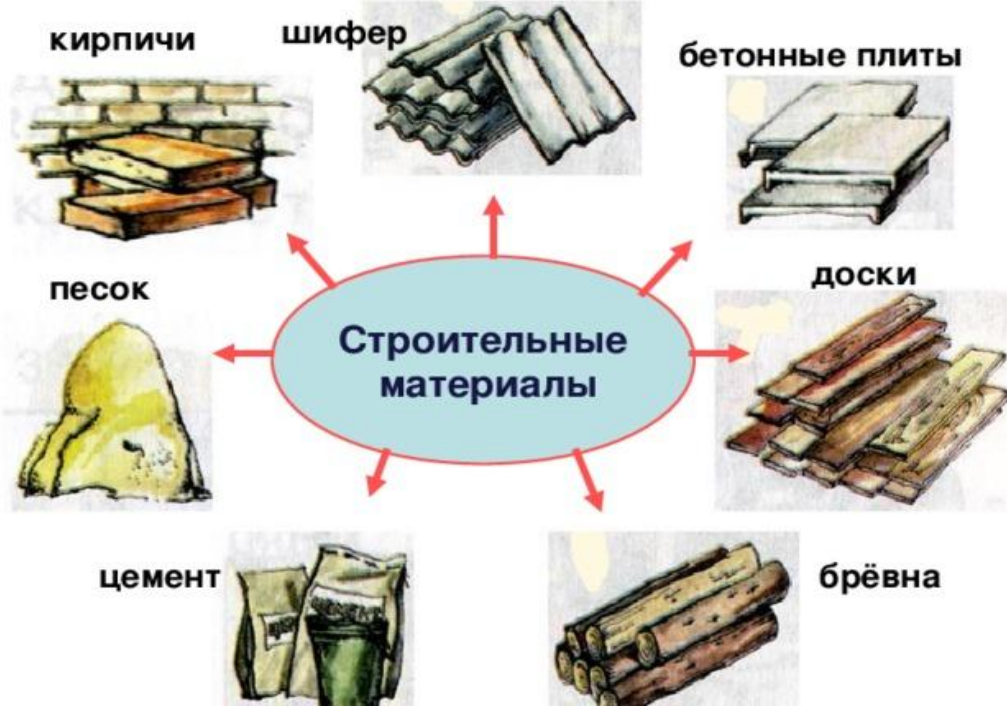 кирпичи
шифер
бетонные плиты
песок
Строительные
материалы
доски
цемент
брёвна